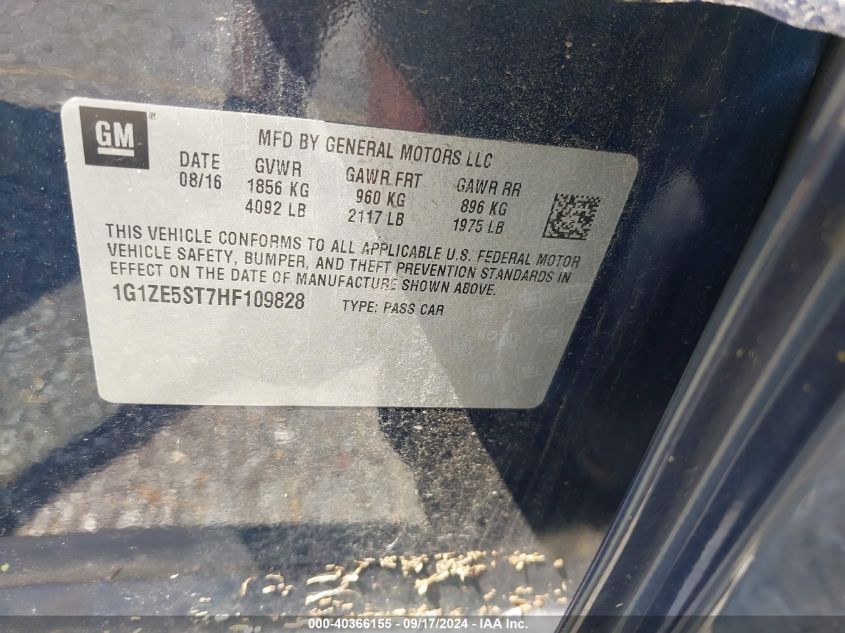 GM®
MFD BY GENERAL MOTORS LLC
DATE GVWR GAWR FRT GAWR RR
08/16 1856 KG 960 KG 896 KG
4092 LB 2117 LB 1975 LB
THIS VEHICLE CONFORMS TO ALL APPLICABLE U.S. FEDERAL MOTOR
VEHICLE SAFETY, BUMPER, AND THEFT PREVENTION STANDARDS IN
EFFECT ON THE DATE OF MANUFACTURE SHOWN ABOVE.
1G1ZE5ST7HF109828 TYPE: PASS CAR
000-40366155 - 09/17/2024 - IAA Inc.